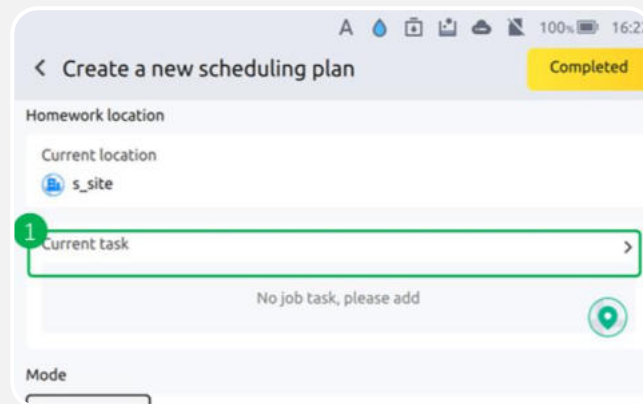 A 100% 16:22
Create a new scheduling plan
Completed
Homework location
Current location
s_site
1
Current task
No job task, please add
Mode